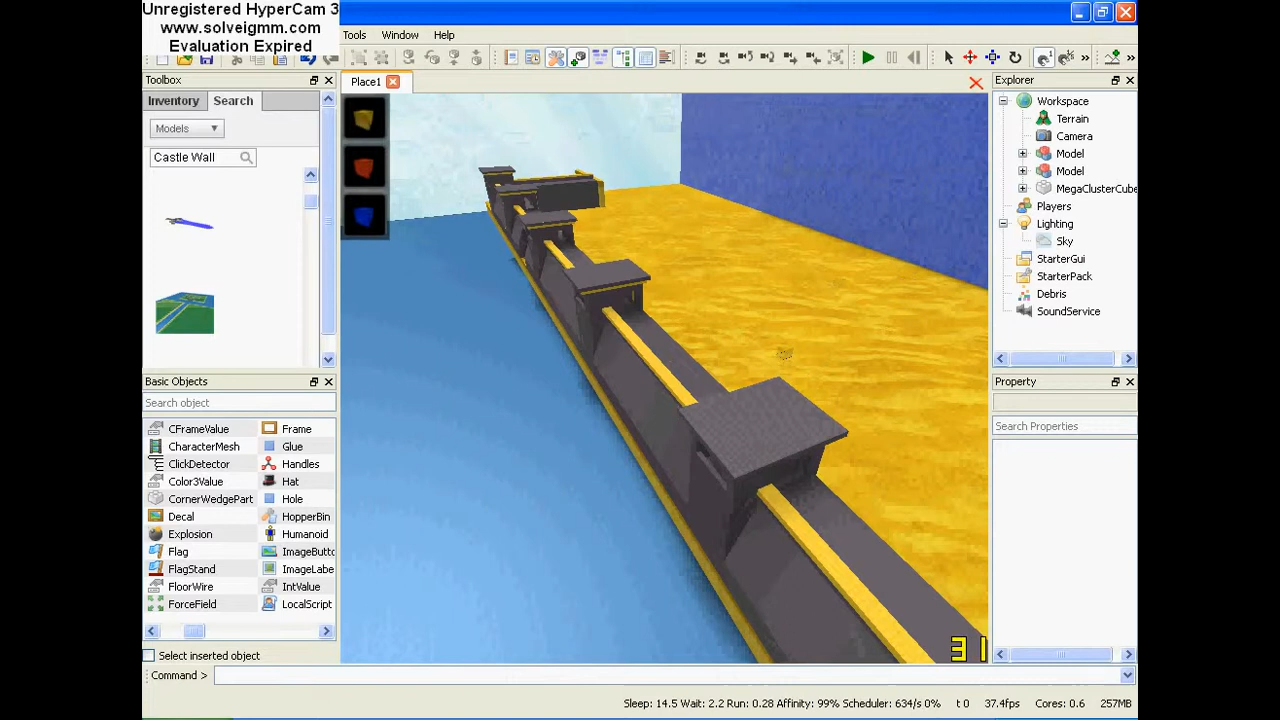 Unregistered HyperCam 3
www.solveigmm.com
Evaluation Expired
Tools Window Help
Toolbox
Place1
Explorer
Inventory Search
Models
Castle Wall
Workspace
Terrain
Camera
Model
Model
MegaClusterCube
Players
Lighting
Sky
StarterGui
StarterPack
Debris
SoundService
Basic Objects
Search object
CFrameValue Frame
CharacterMesh Glue
ClickDetector Handles
Color3Value Hat
CornerWedgePart Hole
Decal HopperBin
Explosion Humanoid
Flag ImageButto
FlagStand ImageLabe
FloorWire IntValue
ForceField LocalScript
Property
Search Properties
Select inserted object
Command >
Sleep: 14.5 Wait: 2.2 Run: 0.28 Affinity: 99% Scheduler: 634/s 0% t 0 37.4fps Cores: 0.6 257MB